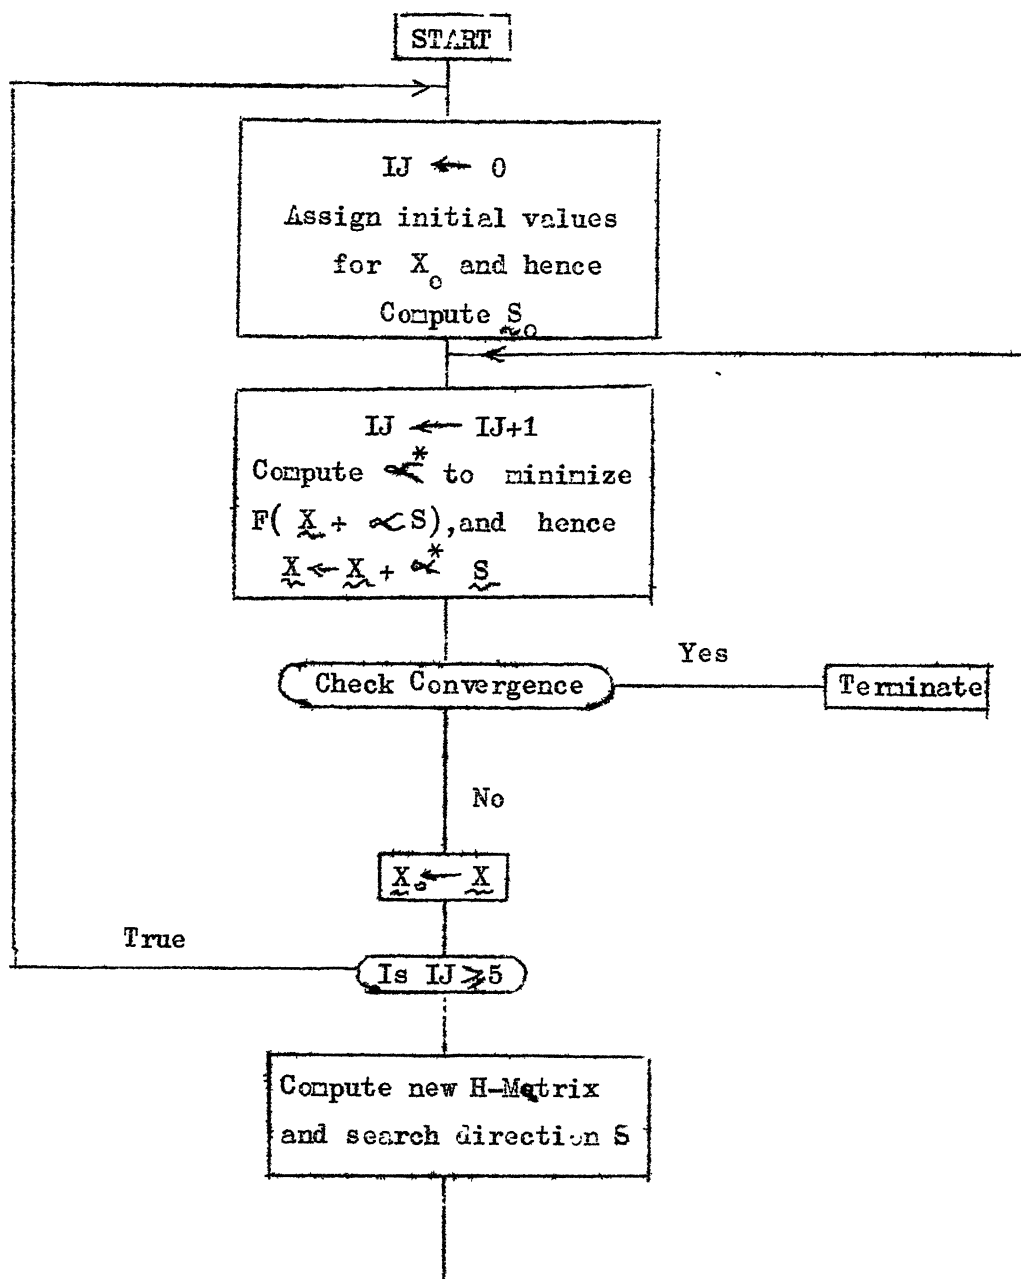 START
IJ ← 0
Assign initial values
for X₀ and hence
Compute S₀
IJ ← IJ+1
Compute ∝* to minimize
F( X + ∝ S),and hence
X ← X + ∝* S
Check Convergence
Yes
Terminate
No
X₀ ← X
True
Is IJ ⩾ 5
Compute new H-Matrix
and search direction S